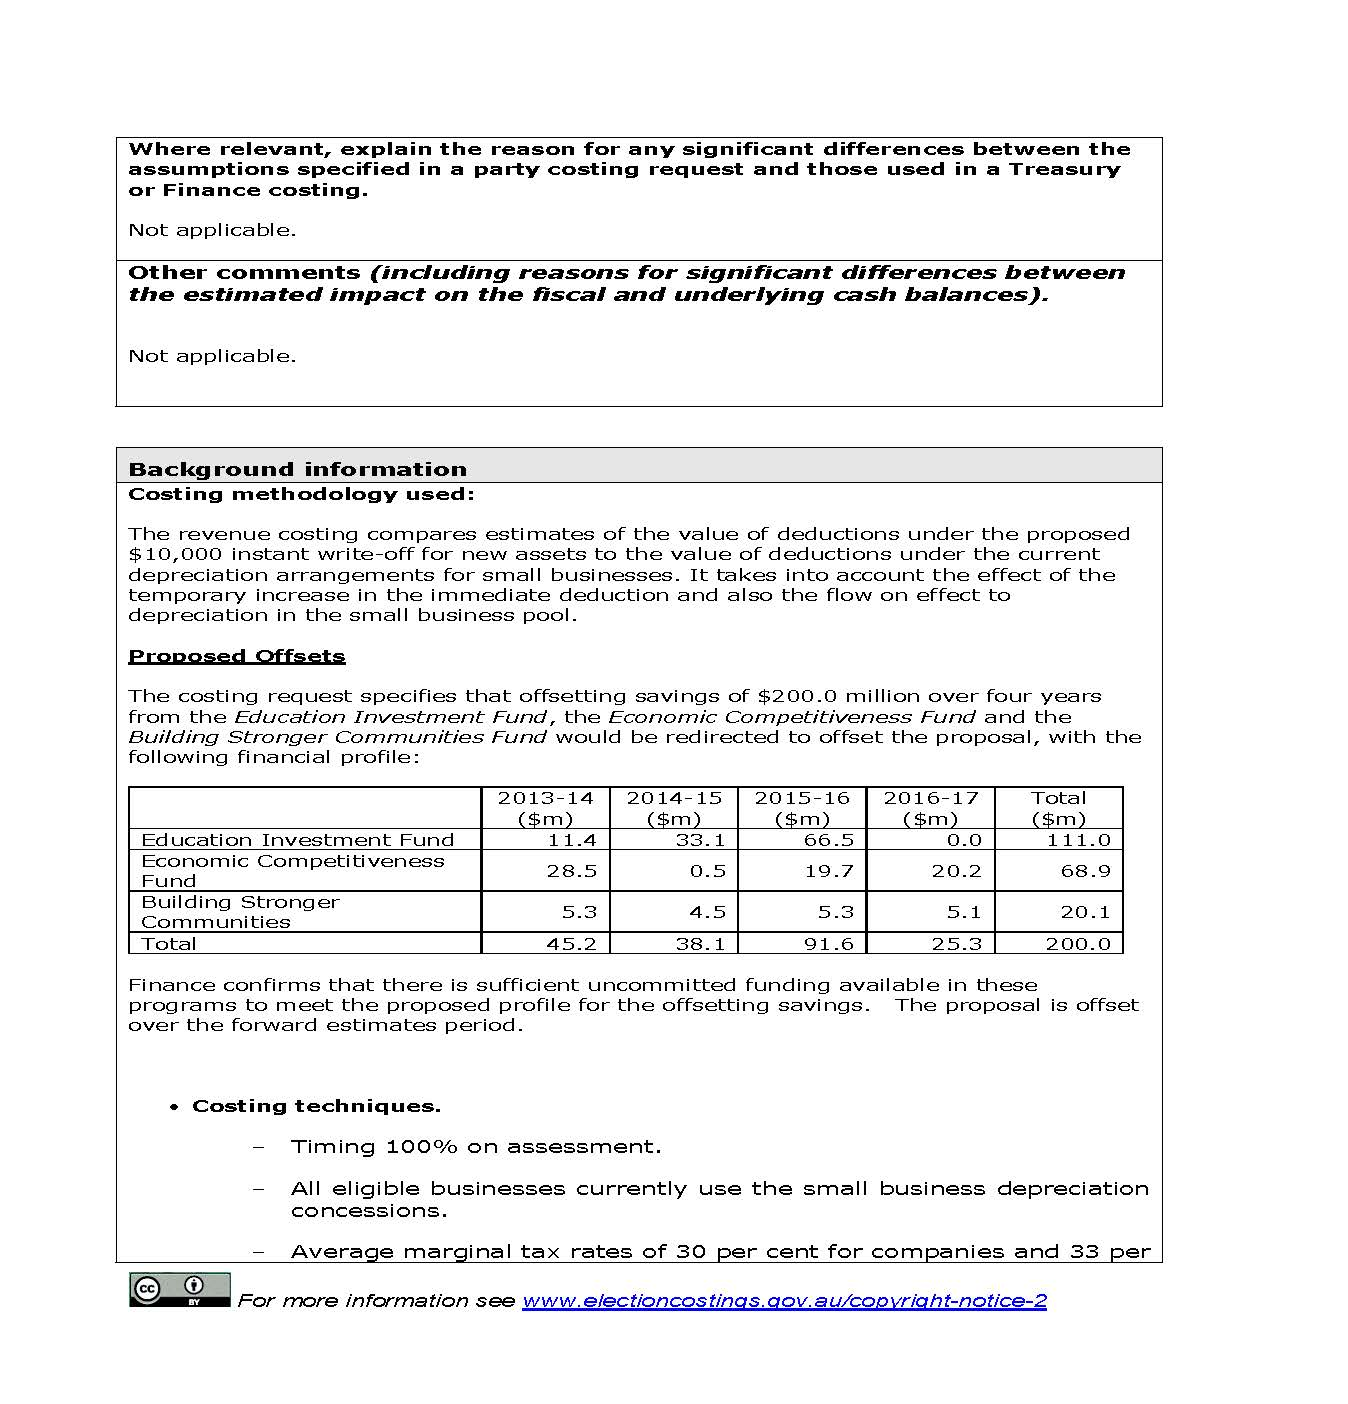 Where relevant, explain the reason for any significant differences between the
assumptions specified in a party costing request and those used in a Treasury
or Finance costing.
Not applicable.
Other comments (including reasons for significant differences between
the estimated impact on the fiscal and underlying cash balances).
Not applicable.
Background information
Costing methodology used:
The revenue costing compares estimates of the value of deductions under the proposed
$10,000 instant write-off for new assets to the value of deductions under the current
depreciation arrangements for small businesses. It takes into account the effect of the
temporary increase in the immediate deduction and also the flow on effect to
depreciation in the small business pool.
Proposed Offsets
The costing request specifies that offsetting savings of $200.0 million over four years
from the Education Investment Fund, the Economic Competitiveness Fund and the
Building Stronger Communities Fund would be redirected to offset the proposal, with the
following financial profile:
2013-14 2014-15 2015-16 2016-17 Total
($m) ($m) ($m) ($m) ($m)
Education Investment Fund 11.4 33.1 66.5 0.0 111.0
Economic Competitiveness
Fund 28.5 0.5 19.7 20.2 68.9
Building Stronger
Communities 5.3 4.5 5.3 5.1 20.1
Total 45.2 38.1 91.6 25.3 200.0
Finance confirms that there is sufficient uncommitted funding available in these
programs to meet the proposed profile for the offsetting savings. The proposal is offset
over the forward estimates period.
• Costing techniques.
– Timing 100% on assessment.
– All eligible businesses currently use the small business depreciation
concessions.
– Average marginal tax rates of 30 per cent for companies and 33 per
cc BY For more information see www.electioncostings.gov.au/copyright-notice-2